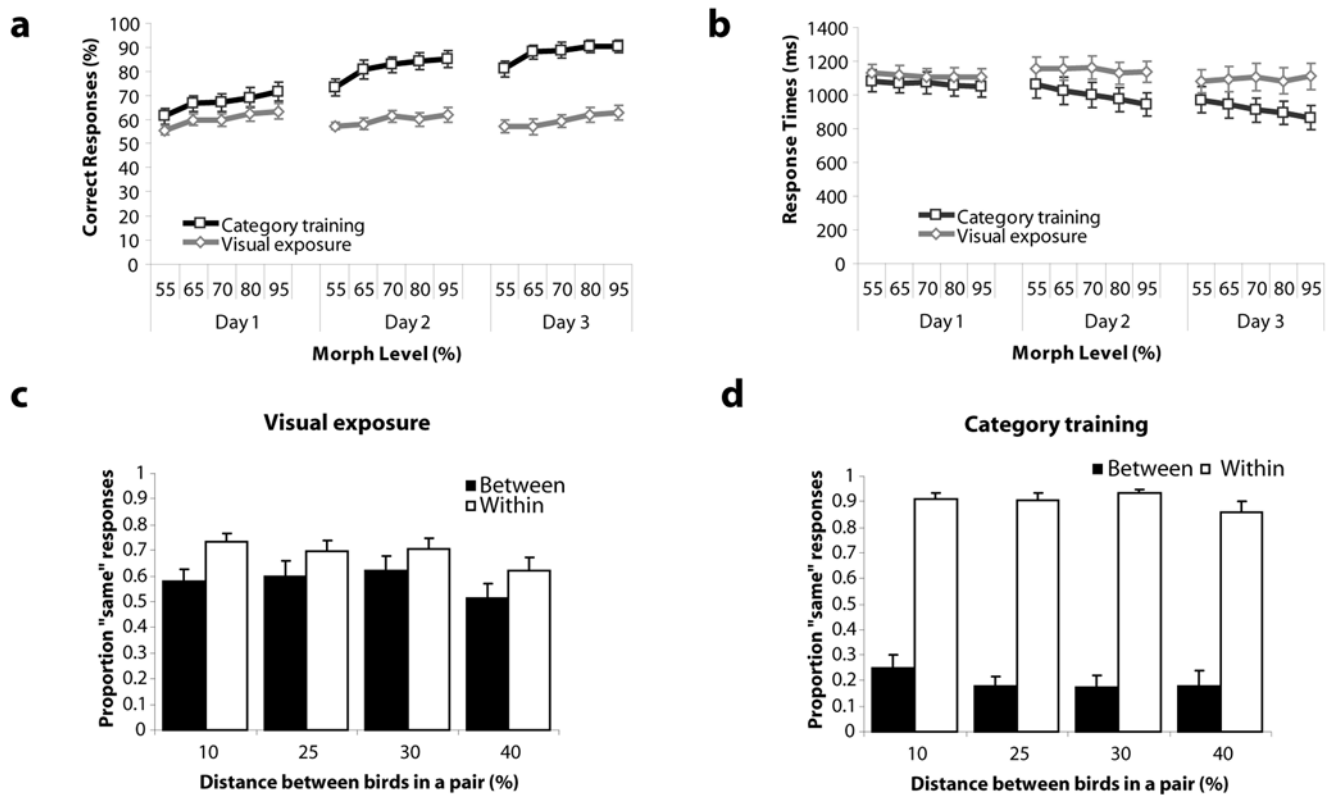 a
Correct Responses (%)
100
90
80
70
60
50
40
30
20
10
0
Category training
Visual exposure
55 65 70 80 95 55 65 70 80 95 55 65 70 80 95
Day 1 Day 2 Day 3
Morph Level (%)
b
Response Times (ms)
1400
1200
1000
800
600
400
200
0
Category training
Visual exposure
55 65 70 80 95 55 65 70 80 95 55 65 70 80 95
Day 1 Day 2 Day 3
Morph Level (%)
c
Visual exposure
Proportion "same" responses
1
0.9
0.8
0.7
0.6
0.5
0.4
0.3
0.2
0.1
0
Between
Within
10 25 30 40
Distance between birds in a pair (%)
d
Category training
Proportion "same" responses
1
0.9
0.8
0.7
0.6
0.5
0.4
0.3
0.2
0.1
0
Between Within
10 25 30 40
Distance between birds in a pair (%)